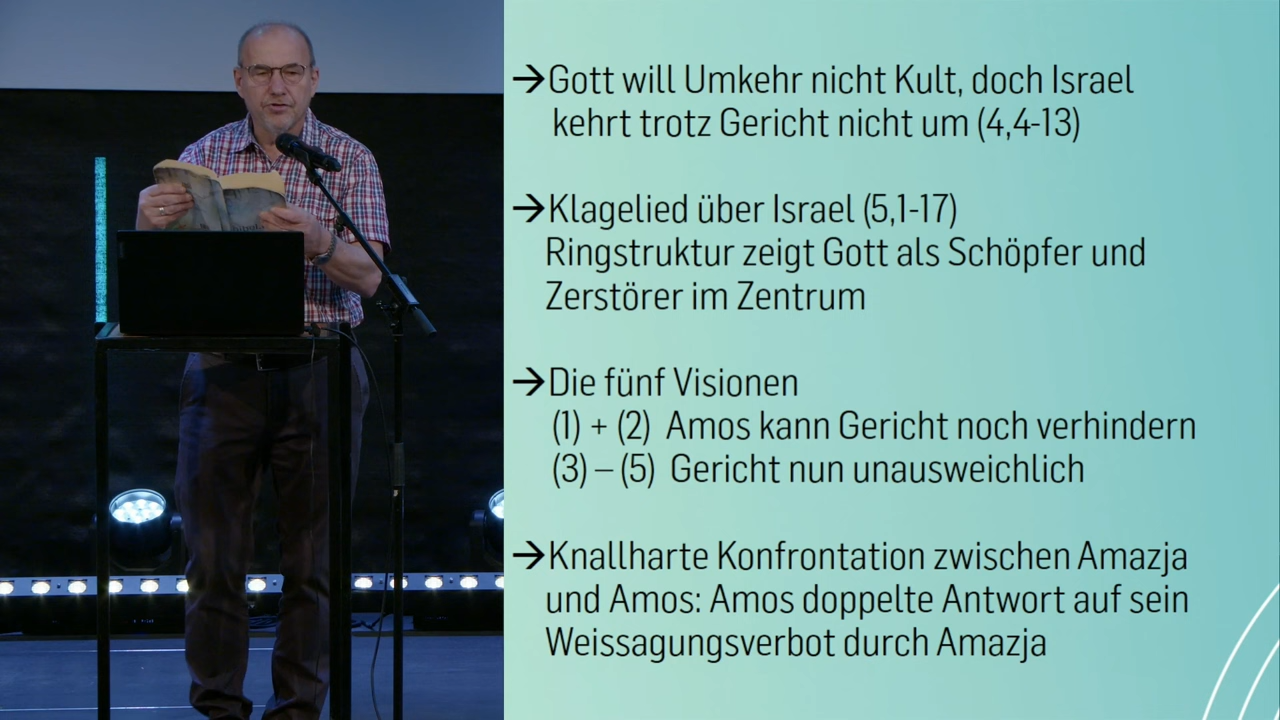 →Gott will Umkehr nicht Kult, doch Israel
kehrt trotz Gericht nicht um (4,4-13)
→Klagelied über Israel (5,1-17)
Ringstruktur zeigt Gott als Schöpfer und
Zerstörer im Zentrum
→Die fünf Visionen
(1) + (2) Amos kann Gericht noch verhindern
(3) – (5) Gericht nun unausweichlich
→Knallharte Konfrontation zwischen Amazja
und Amos: Amos doppelte Antwort auf sein
Weissagungsverbot durch Amazja